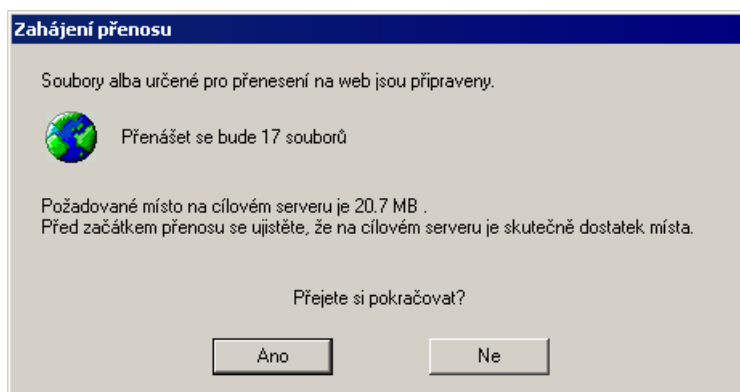 Zahájení přenosu
Soubory alba určené pro přenesení na web jsou připraveny.
Přenášet se bude 17 souborů
Požadované místo na cílovém serveru je 20.7 MB .
Před začátkem přenosu se ujistěte, že na cílovém serveru je skutečně dostatek místa.
Přejete si pokračovat?
Ano
Ne